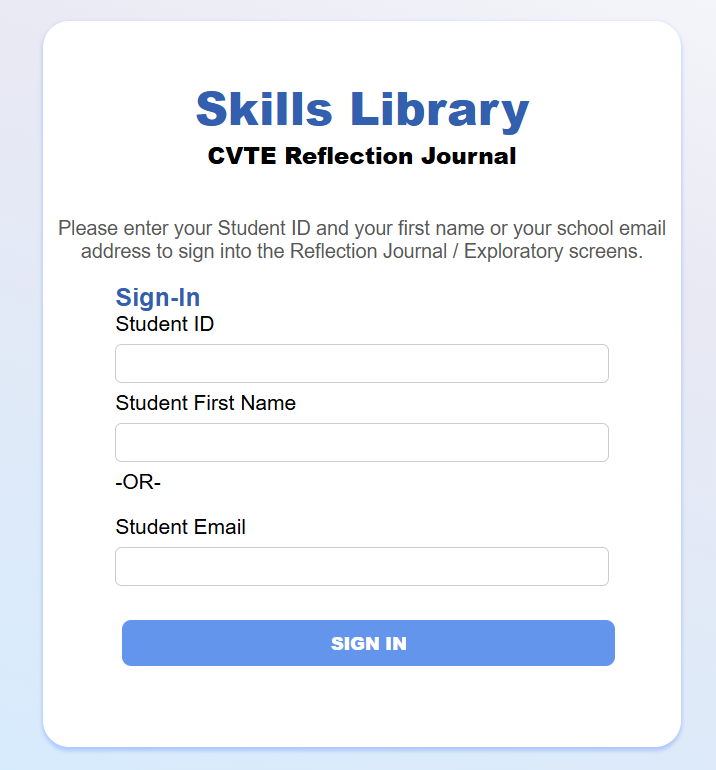 Skills Library
CVTE Reflection Journal
Please enter your Student ID and your first name or your school email
address to sign into the Reflection Journal / Exploratory screens.
Sign-In
Student ID
Student First Name
-OR-
Student Email
SIGN IN